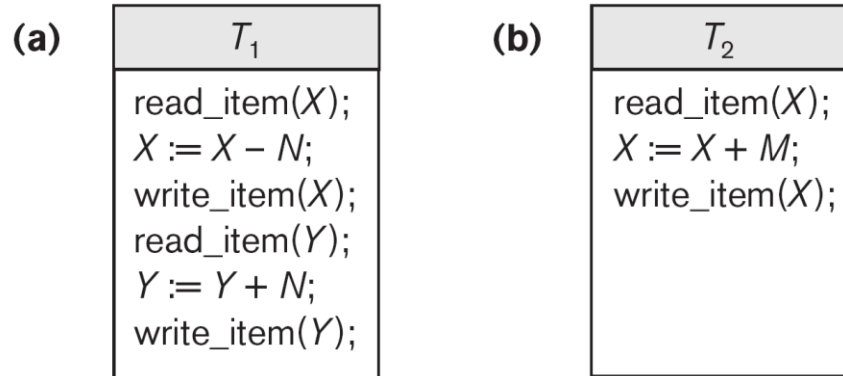 (a)
T₁
read_item(X);
X := X – N;
write_item(X);
read_item(Y);
Y := Y + N;
write_item(Y);
(b)
T₂
read_item(X);
X := X + M;
write_item(X);